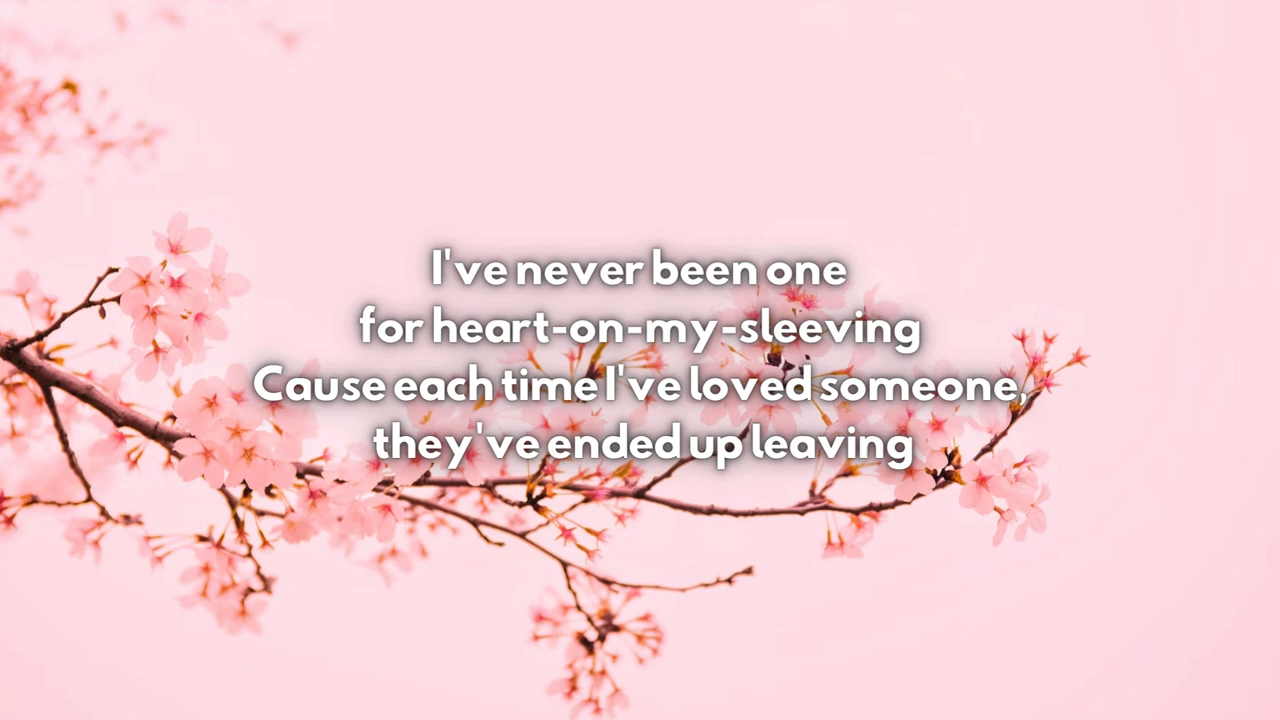 I've never been one
for heart-on-my-sleeving
Cause each time I've loved someone,
they've ended up leaving